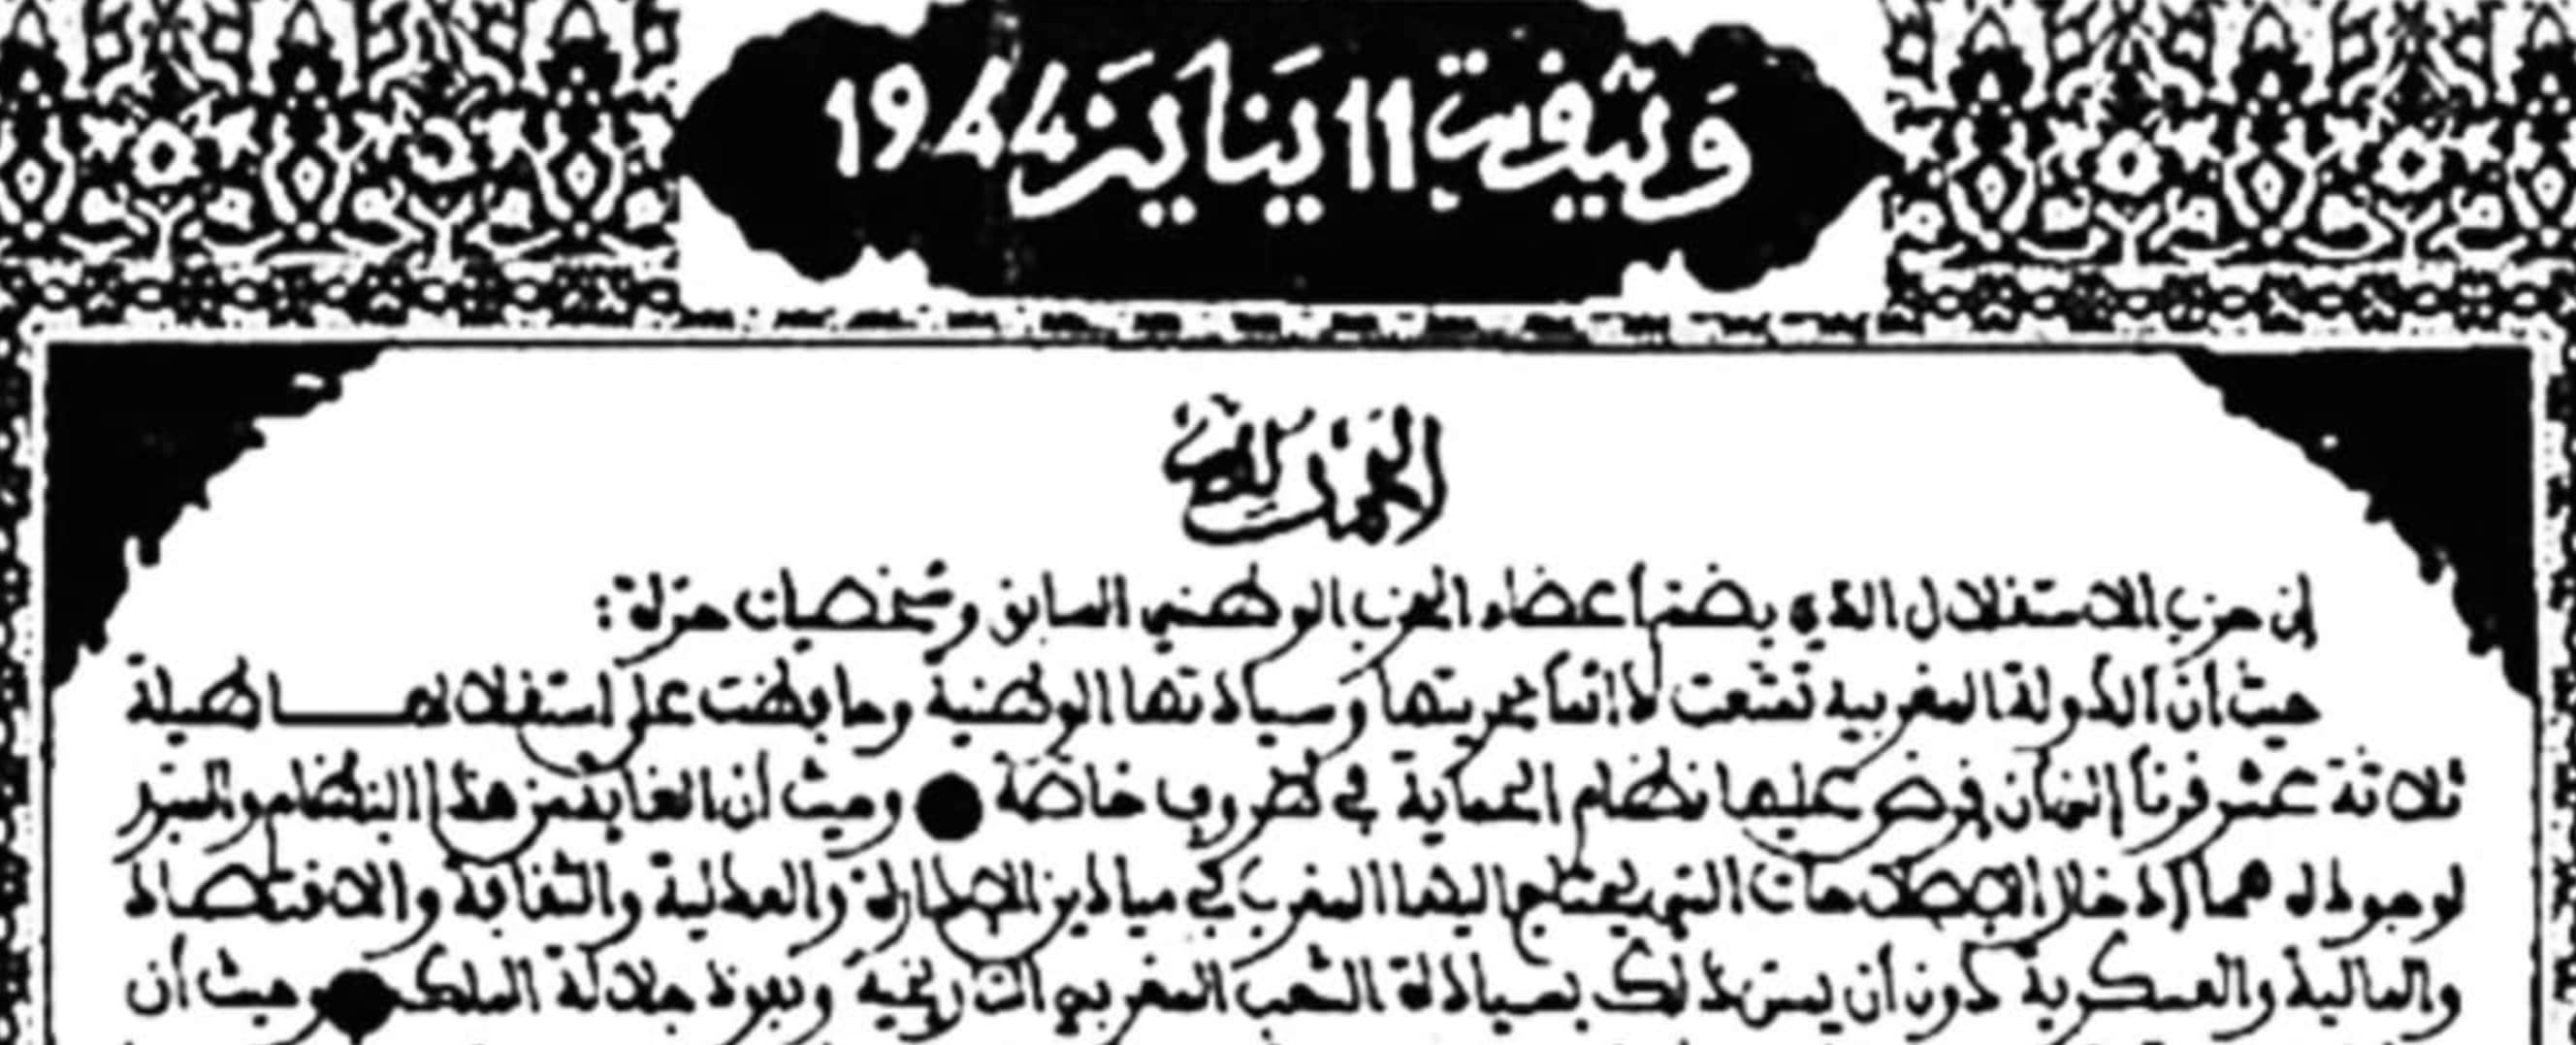 وَثيقة 11 يَنايَر 1944
الحمد لله
إن حزب الاستقلال الذي يضم أعضاء الحزب الوطني السابق وشخصيات حرة :
حيث أن الدولة المغربية تمتعت دائما بحريتها وسيادتها الوطنية وحافظت على استقلالها طيلة
ثلاثة عشر قرنا إلى أن فرض عليها نظام الحماية في ظروف خاصة ● وحيث أن الغاية من هذا النظام والمبرر
لوجوده هما إدخال الإصلاحات التي يحتاج اليها المغرب في ميادين الإدارة والعدلية والثقافة والاقتصاد
والمالية والعسكرية دون أن يمس ذلك بسيادة الشعب المغربي التاريخية ونفوذ جلالة الملك ● وحيث أن